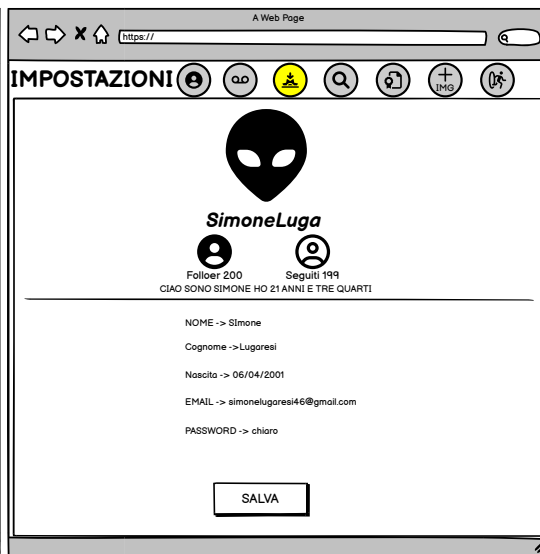 A Web Page
https://
IMPOSTAZIONI
IMG
SimoneLuga
Folloer 200
Seguiti 199
CIAO SONO SIMONE HO 21 ANNI E TRE QUARTI
NOME -> SImone
Cognome ->Lugaresi
Nascita -> 06/04/2001
EMAIL -> simonelugaresi46@gmail.com
PASSWORD -> chiaro
SALVA